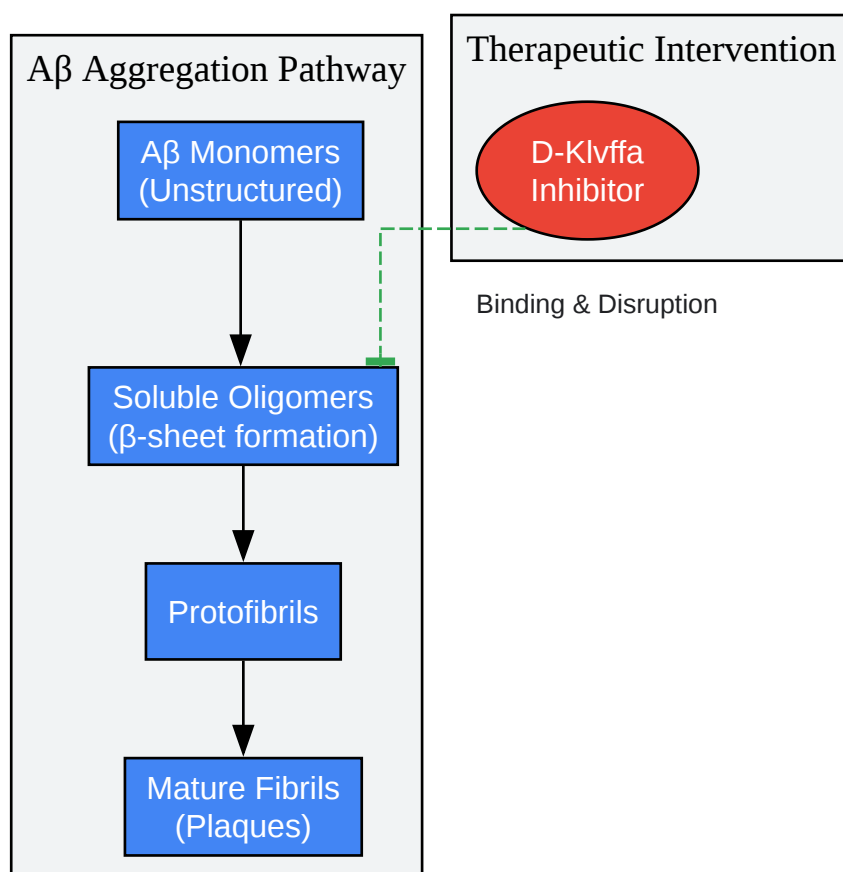 Aβ Aggregation Pathway
Aβ Monomers
(Unstructured)
Soluble Oligomers
(β-sheet formation)
Protofibrils
Mature Fibrils
(Plaques)
Therapeutic Intervention
D-Klvffa
Inhibitor
Binding & Disruption